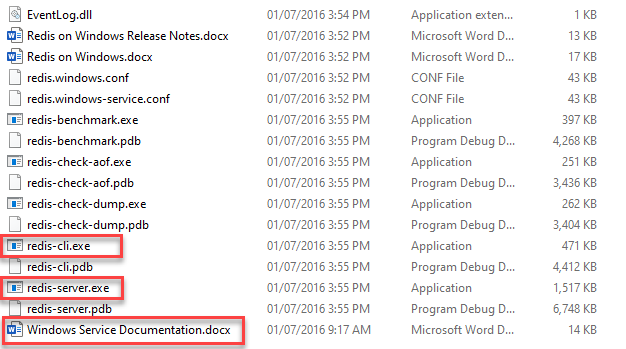 EventLog.dll 01/07/2016 3:54 PM Application exten... 1 KB
Redis on Windows Release Notes.docx 01/07/2016 3:52 PM Microsoft Word D... 13 KB
Redis on Windows.docx 01/07/2016 3:52 PM Microsoft Word D... 17 KB
redis.windows.conf 01/07/2016 3:52 PM CONF File 43 KB
redis.windows-service.conf 01/07/2016 3:52 PM CONF File 43 KB
redis-benchmark.exe 01/07/2016 3:55 PM Application 397 KB
redis-benchmark.pdb 01/07/2016 3:55 PM Program Debug D... 4,268 KB
redis-check-aof.exe 01/07/2016 3:55 PM Application 251 KB
redis-check-aof.pdb 01/07/2016 3:55 PM Program Debug D... 3,436 KB
redis-check-dump.exe 01/07/2016 3:55 PM Application 262 KB
redis-check-dump.pdb 01/07/2016 3:55 PM Program Debug D... 3,404 KB
redis-cli.exe 01/07/2016 3:55 PM Application 471 KB
redis-cli.pdb 01/07/2016 3:55 PM Program Debug D... 4,412 KB
redis-server.exe 01/07/2016 3:55 PM Application 1,517 KB
redis-server.pdb 01/07/2016 3:55 PM Program Debug D... 6,748 KB
Windows Service Documentation.docx 01/07/2016 9:17 AM Microsoft Word D... 14 KB